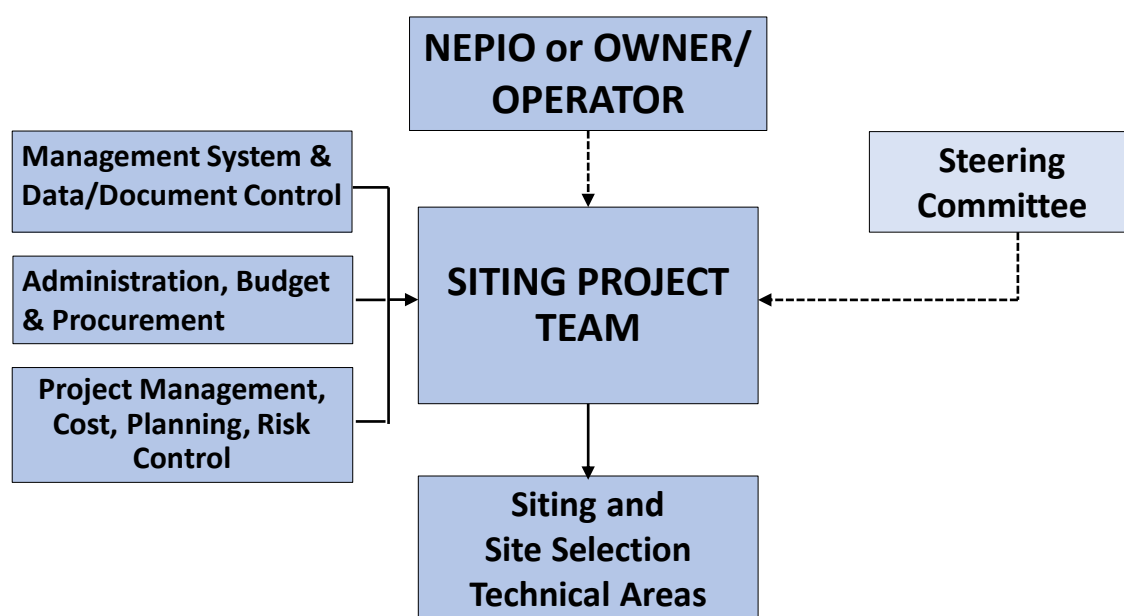 NEPIO or OWNER/
OPERATOR
Management System &
Data/Document Control
Steering
Committee
Administration, Budget
& Procurement
SITING PROJECT
TEAM
Project Management,
Cost, Planning, Risk
Control
Siting and
Site Selection
Technical Areas